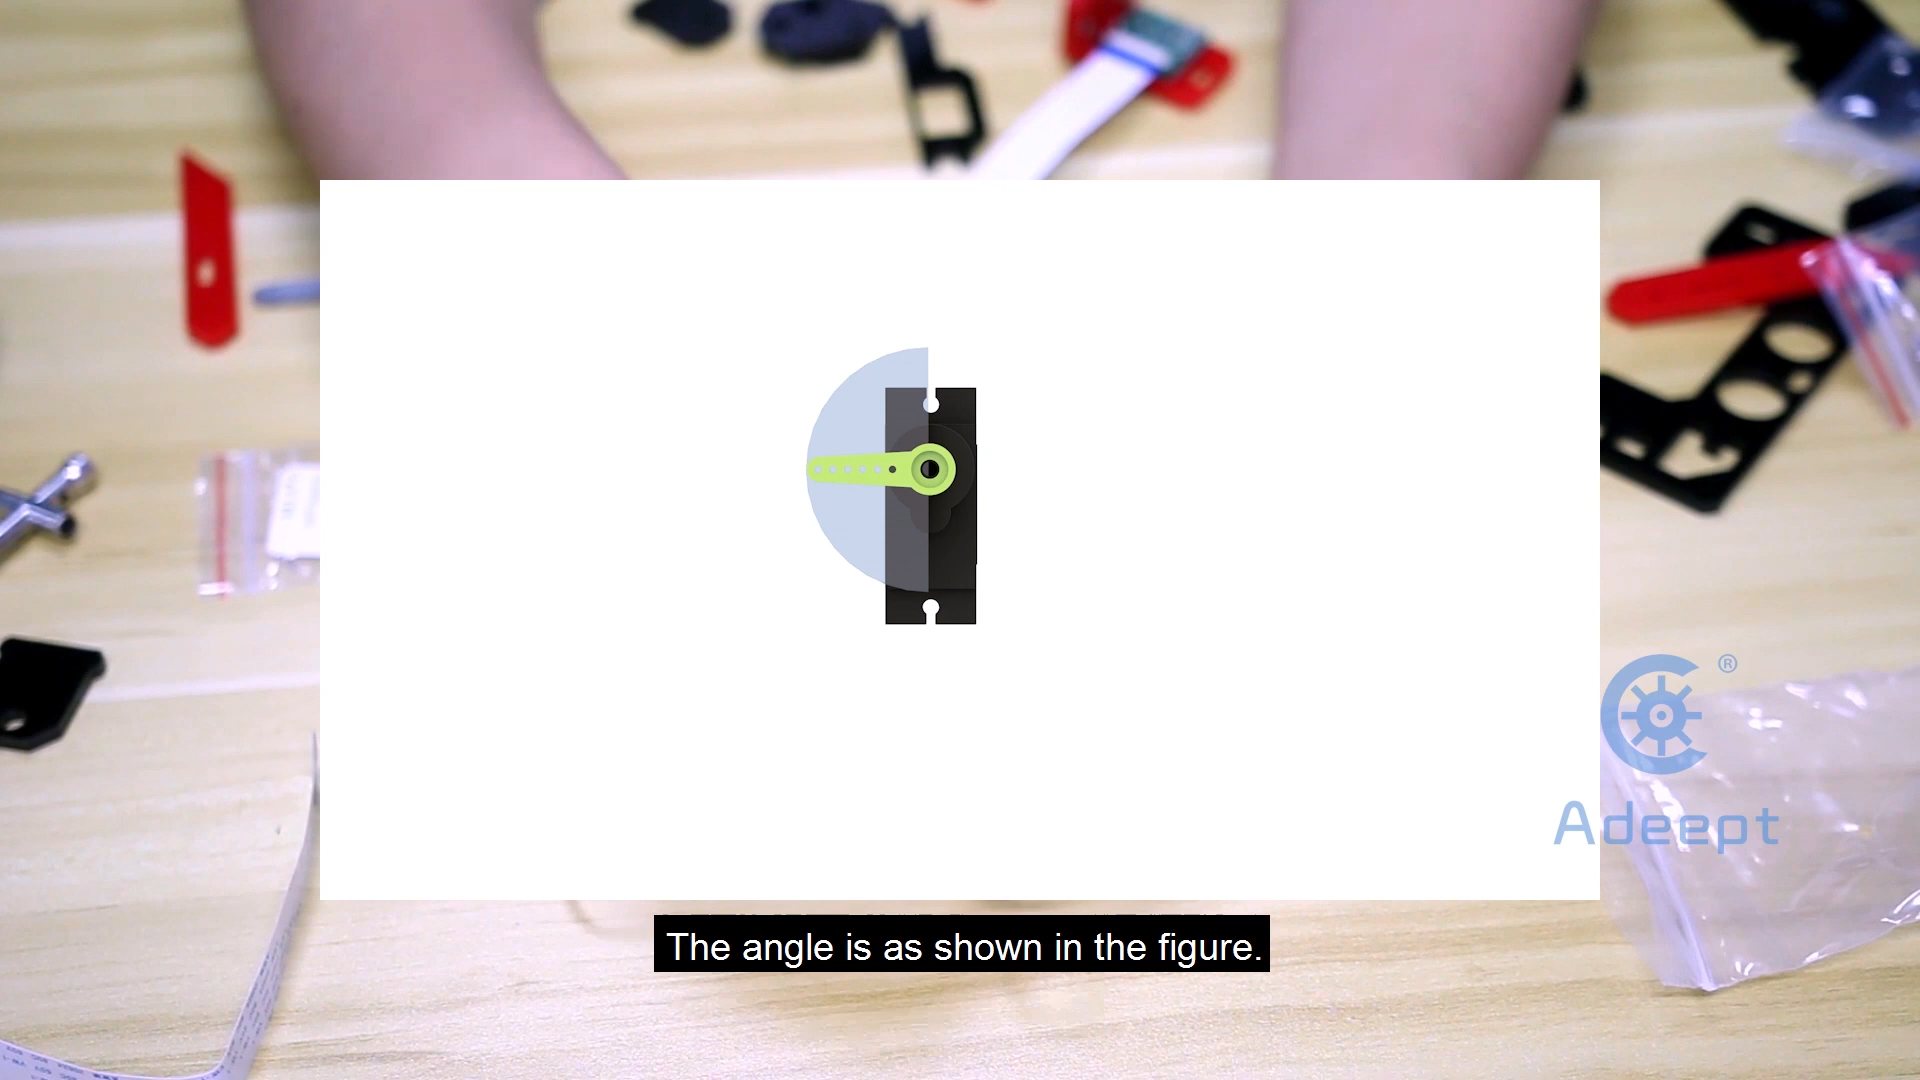 ®
Adeept
The angle is as shown in the figure.